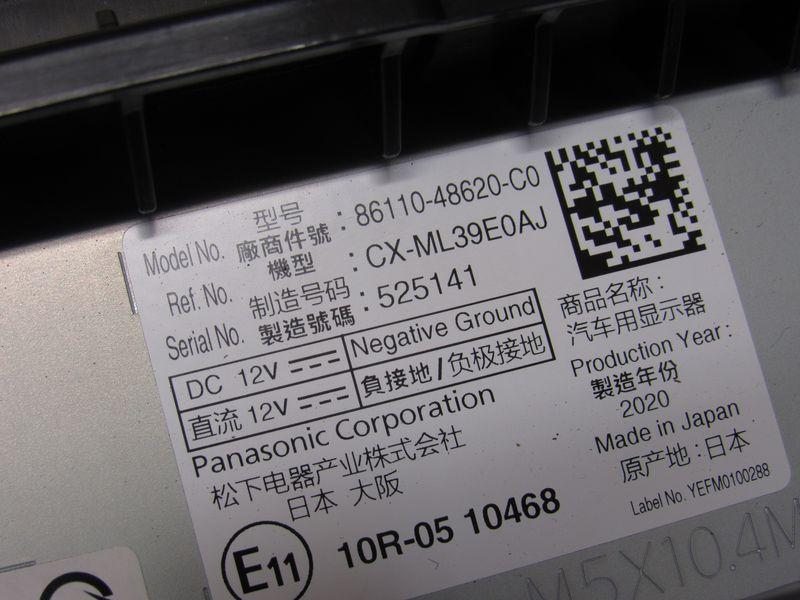 型号
Model No. 廠商件號 : 86110-48620-C0
Ref. No. 機型 : CX-ML39E0AJ
制造号码
Serial No. 製造號碼 : 525141
DC 12V Negative Ground
直流 12V 負接地/负极接地
Panasonic Corporation
松下电器产业株式会社
日本 大阪
E11 10R-05 10468
商品名称:
汽车用显示器
Production Year:
製造年份
2020
Made in Japan
原产地:日本
Label No. YEFM0100288
M5X10.4M